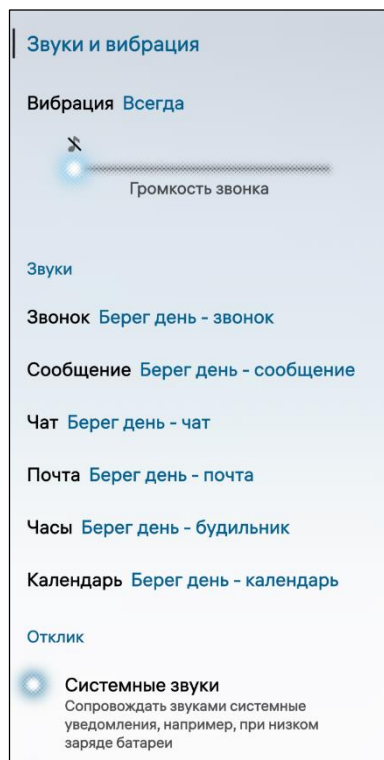 Звуки и вибрация
Вибрация Всегда
Громкость звонка
Звуки
Звонок Берег день - звонок
Сообщение Берег день - сообщение
Чат Берег день - чат
Почта Берег день - почта
Часы Берег день - будильник
Календарь Берег день - календарь
Отклик
Системные звуки
Сопровождать звуками системные
уведомления, например, при низком
заряде батареи